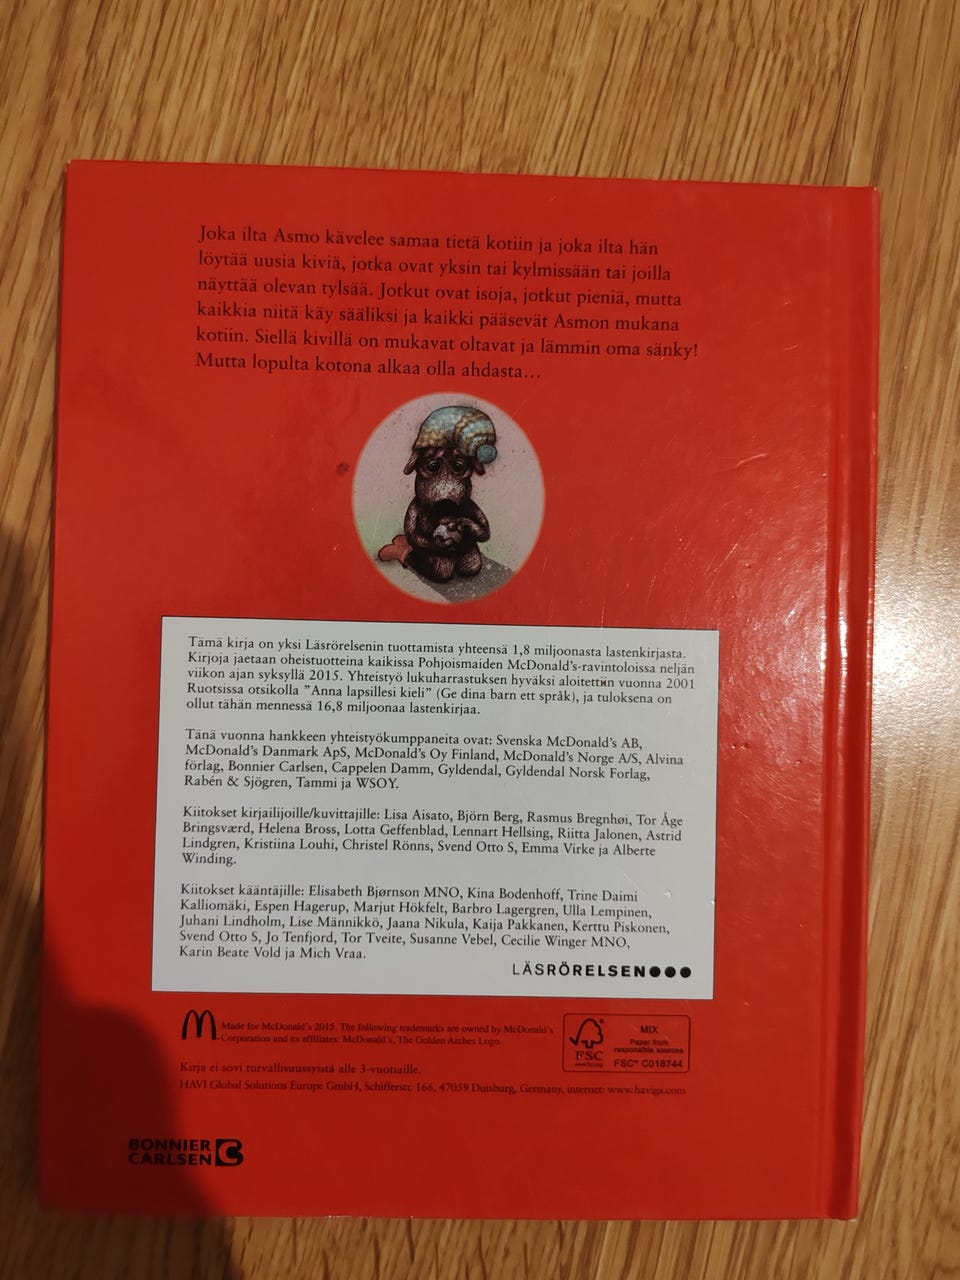 Joka ilta Asmo kävelee samaa tietä kotiin ja joka ilta hän
löytää uusia kiviä, jotka ovat yksin tai kylmissään tai joilla
näyttää olevan tylsää. Jotkut ovat isoja, jotkut pieniä, mutta
kaikkia niitä käy sääliksi ja kaikki pääsevät Asmon mukana
kotiin. Siellä kivillä on mukavat oltavat ja lämmin oma sänky!
Mutta lopulta kotona alkaa olla ahdasta…
Tämä kirja on yksi Läsrörelsenin tuottamista yhteensä 1,8 miljoonasta lastenkirjasta.
Kirjoja jaetaan oheistuotteina kaikissa Pohjoismaiden McDonald's-ravintoloissa neljän
viikon ajan syksyllä 2015. Yhteistyö lukuharrastuksen hyväksi aloitettiin vuonna 2001
Ruotsissa otsikolla "Anna lapsillesi kieli" (Ge dina barn ett språk), ja tuloksena on
ollut tähän mennessä 16,8 miljoonaa lastenkirjaa.
Tänä vuonna hankkeen yhteistyökumppaneita ovat: Svenska McDonald's AB,
McDonald's Danmark ApS, McDonald's Oy Finland, McDonald's Norge A/S, Alvina
förlag, Bonnier Carlsen, Cappelen Damm, Gyldendal, Gyldendal Norsk Forlag,
Rabén & Sjögren, Tammi ja WSOY.
Kiitokset kirjailijoille/kuvittajille: Lisa Aisato, Björn Berg, Rasmus Bregnhøi, Tor Åge
Bringsværd, Helena Bross, Lotta Geffenblad, Lennart Hellsing, Riitta Jalonen, Astrid
Lindgren, Kristiina Louhi, Christel Rönns, Svend Otto S, Emma Virke ja Alberte
Winding.
Kiitokset kääntäjille: Elisabeth Bjørnson MNO, Kina Bodenhoff, Trine Daimi
Kalliomäki, Espen Hagerup, Marjut Hökfelt, Barbro Lagergren, Ulla Lempinen,
Juhani Lindholm, Lise Männikkö, Jaana Nikula, Kaija Pakkanen, Kerttu Piskonen,
Svend Otto S, Jo Tenfjord, Tor Tveite, Susanne Vebel, Cecilie Winger MNO,
Karin Beate Vold ja Mich Vraa.
LÄSRÖRELSEN●●●
Made for McDonald's 2015. The following trademarks are owned by McDonald's
Corporation and its affiliates: McDonald's, The Golden Arches Logo.
FSC
www.fsc.org
MIX
Paper from
responsible sources
FSC® C018744
Kirja ei sovi turvallisuussyistä alle 3-vuotiaille.
HAVI Global Solutions Europe GmbH, Schifferstr. 166, 47059 Duisburg, Germany, internet: www.havigs.com
BONNIER
CARLSEN